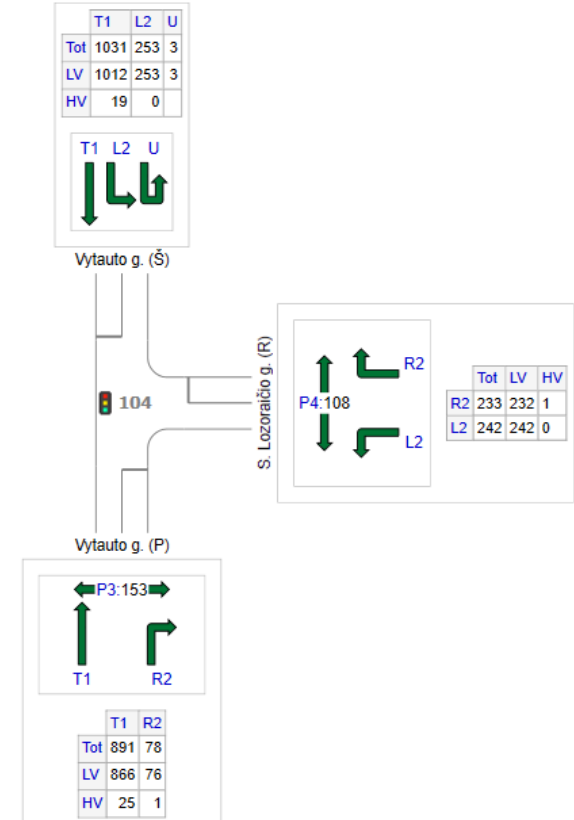 T1 L2 U
Tot 1031 253 3
LV 1012 253 3
HV 19 0
T1 L2 U
Vytauto g. (Š)
104
S. Lozoraičio g. (R)
P4:108
R2
L2
Tot LV HV
R2 233 232 1
L2 242 242 0
Vytauto g. (P)
P3:153
T1 R2
T1 R2
Tot 891 78
LV 866 76
HV 25 1